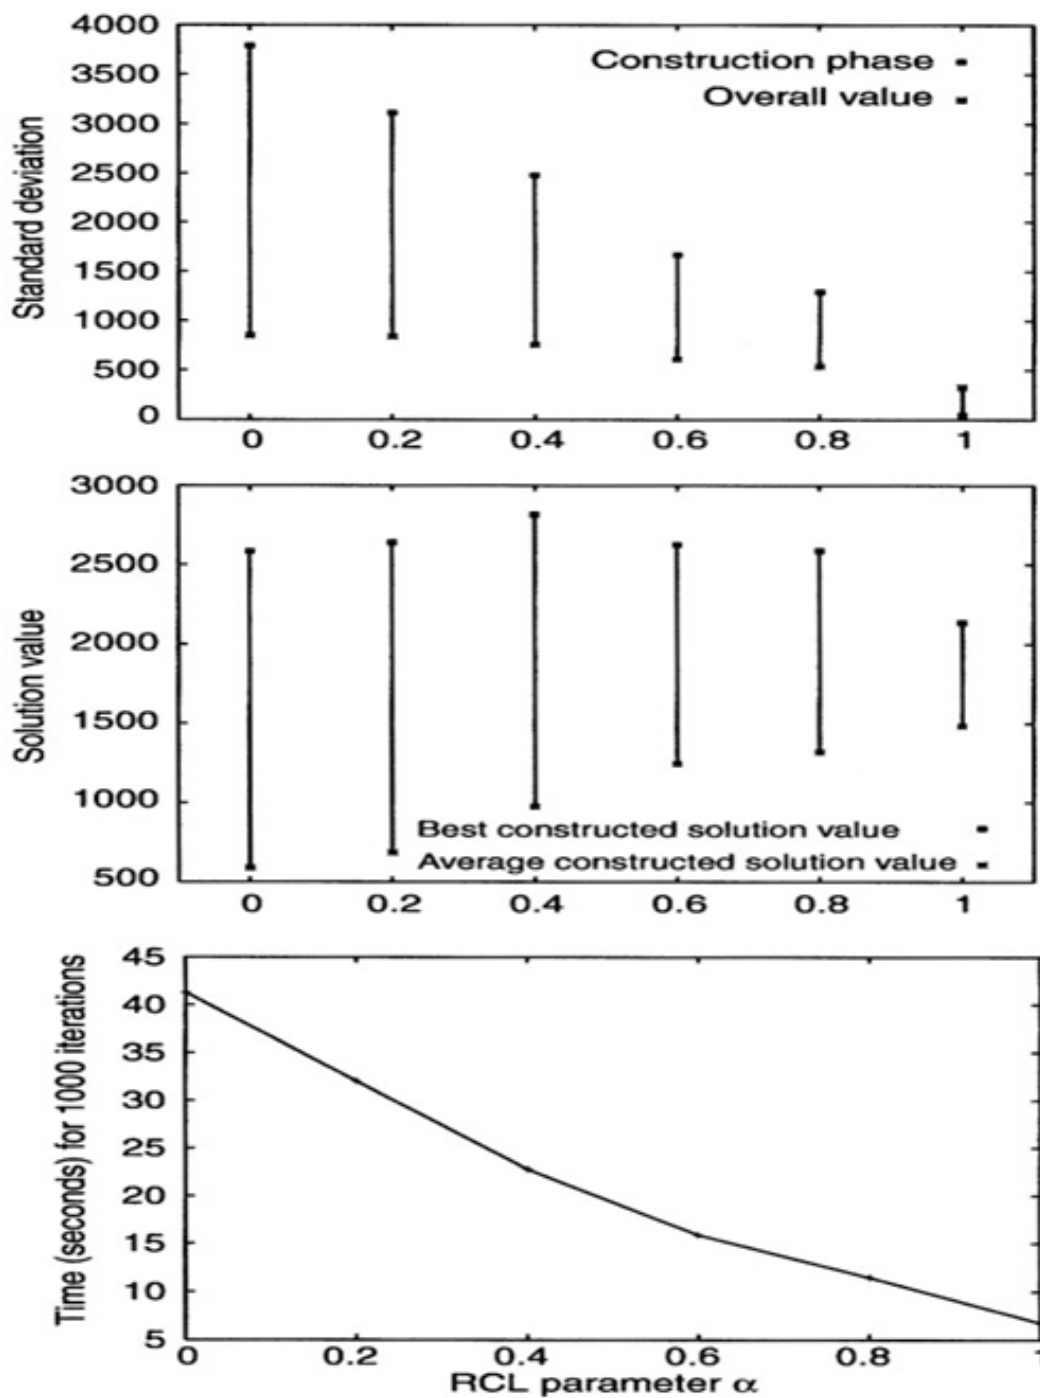 Standard deviation
4000
3500
3000
2500
2000
1500
1000
500
0
Construction phase
Overall value
0 0.2 0.4 0.6 0.8 1
Solution value
3000
2500
2000
1500
1000
500
Best constructed solution value
Average constructed solution value
0 0.2 0.4 0.6 0.8 1
Time (seconds) for 1000 iterations
45
40
35
30
25
20
15
10
5
0 0.2 0.4 0.6 0.8 1
RCL parameter α